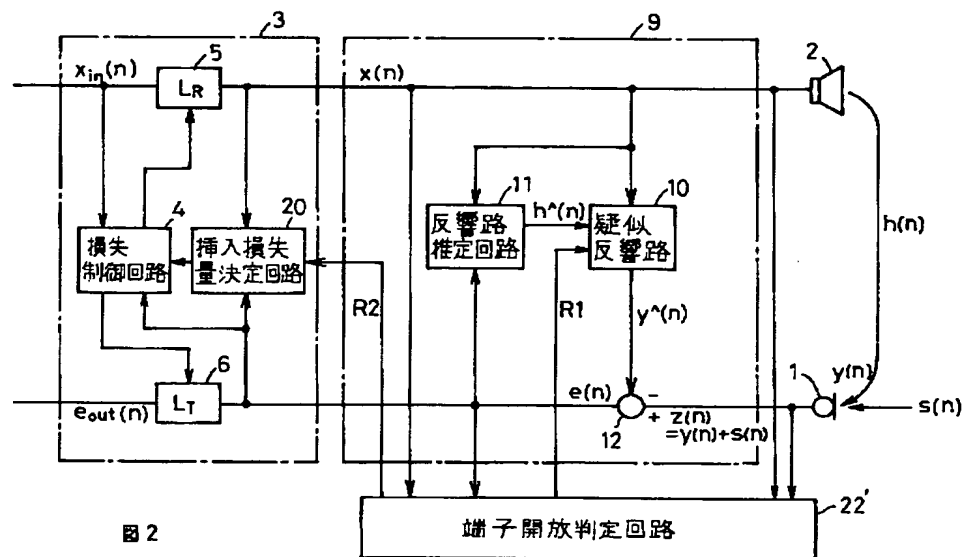 3
9
5
2
x_in(n)
L_R
x(n)
4
20
11
10
損失
制御回路
挿入損失
量決定回路
反響路
推定回路
h^(n)
疑似
反響路
h(n)
R2
R1
y^(n)
6
L_T
e_out(n)
e(n)
-
+
12
z(n)
=y(n)+s(n)
1
y(n)
s(n)
22'
端子開放判定回路
図2